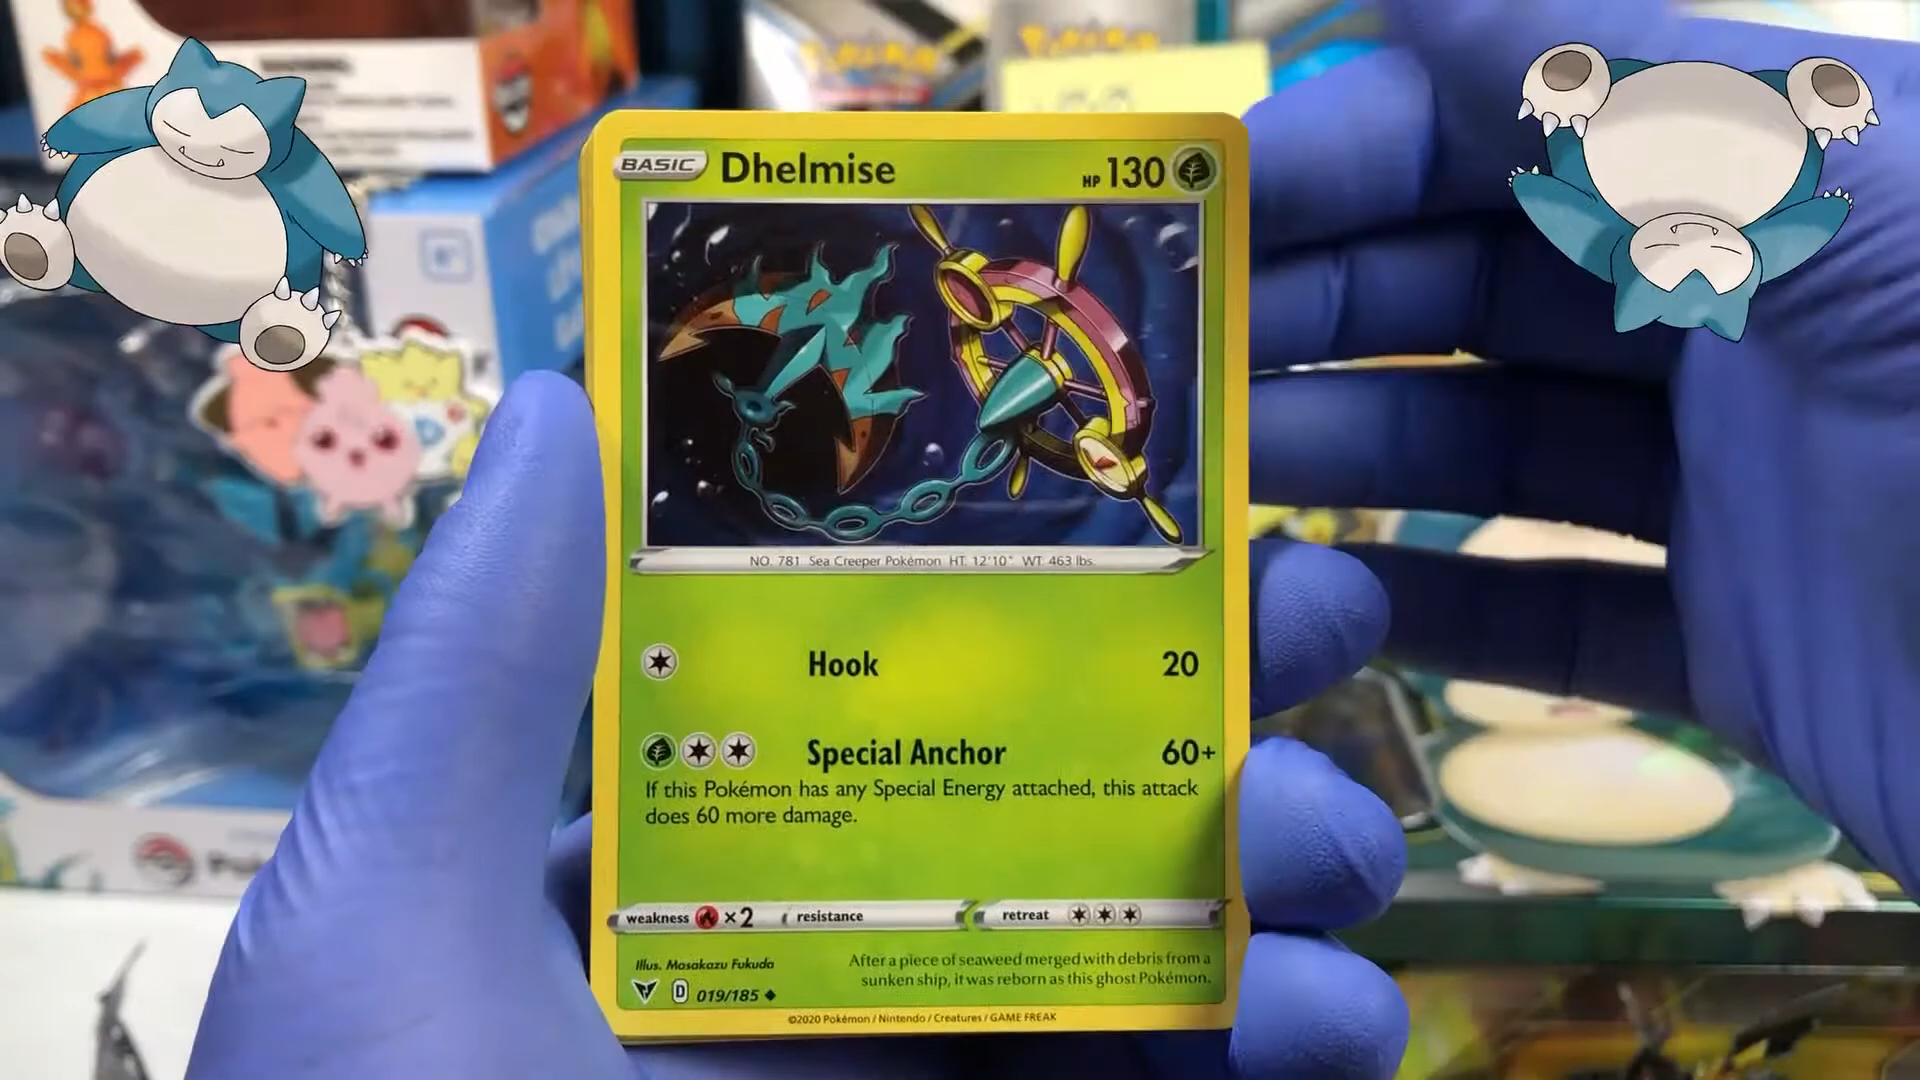 WARNING
Pokémon
Pokémon
BASIC Dhelmise HP 130
NO. 781 Sea Creeper Pokémon HT. 12'10" WT. 463 lbs.
Hook 20
Special Anchor 60+
If this Pokémon has any Special Energy attached, this attack
does 60 more damage.
weakness ×2 resistance retreat
Illus. Masakazu Fukuda
After a piece of seaweed merged with debris from a
sunken ship, it was reborn as this ghost Pokémon.
D 019/185
©2020 Pokémon / Nintendo / Creatures / GAME FREAK